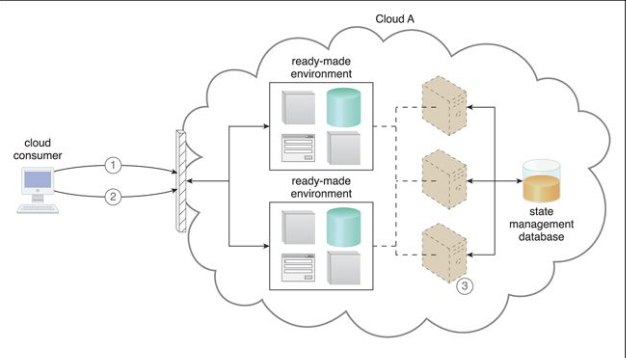 Cloud A
ready-made
environment
cloud
consumer
1
2
ready-made
environment
3
state
management
database